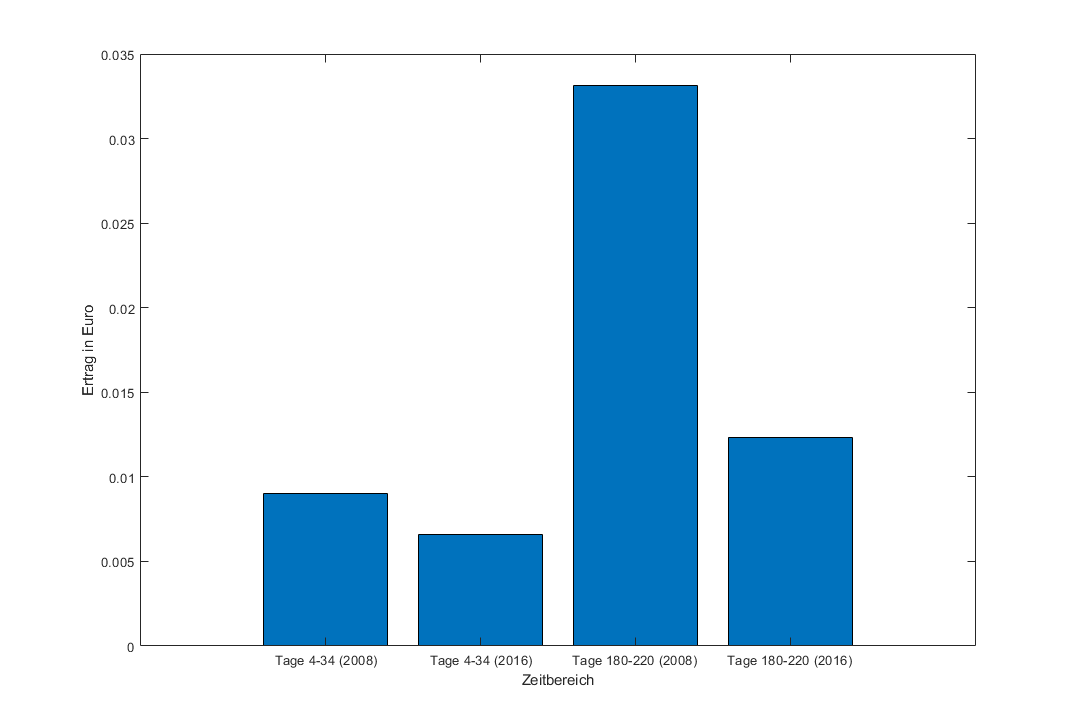 0.035
0.03
0.025
0.02
0.015
0.01
0.005
0
Ertrag in Euro
Tage 4-34 (2008)
Tage 4-34 (2016)
Tage 180-220 (2008)
Tage 180-220 (2016)
Zeitbereich